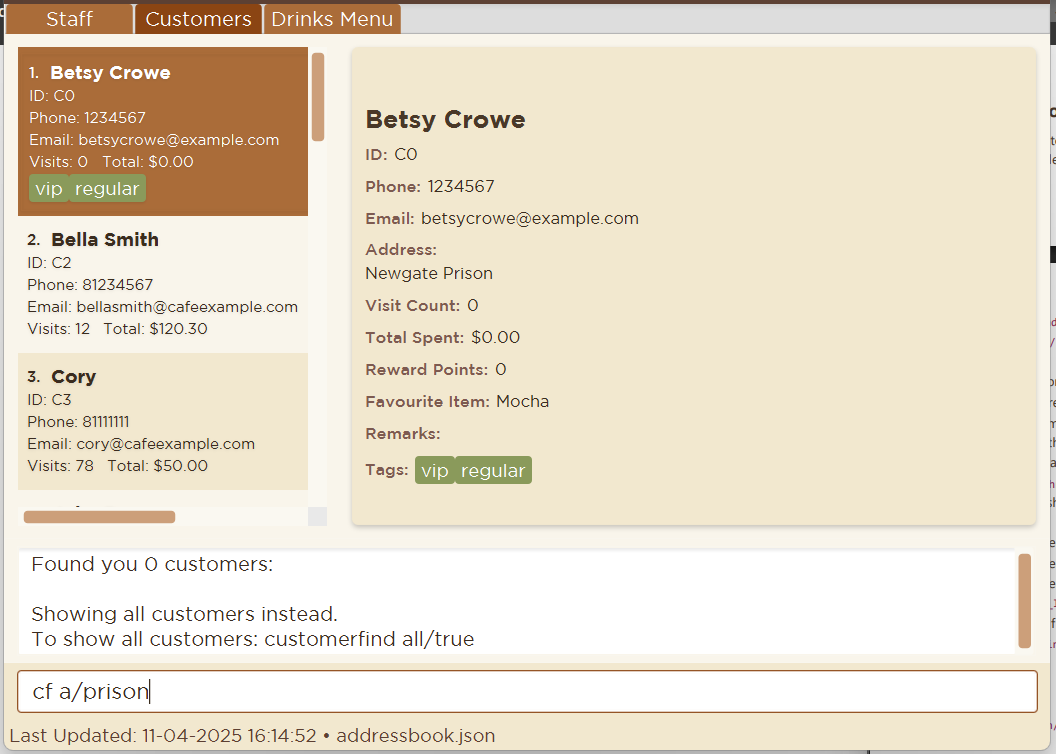 Staff Customers Drinks Menu
1. Betsy Crowe
ID: C0
Phone: 1234567
Email: betsycrowe@example.com
Visits: 0 Total: $0.00
vip regular
2. Bella Smith
ID: C2
Phone: 81234567
Email: bellasmith@cafeexample.com
Visits: 12 Total: $120.30
3. Cory
ID: C3
Phone: 81111111
Email: cory@cafeexample.com
Visits: 78 Total: $50.00
Betsy Crowe
ID: C0
Phone: 1234567
Email: betsycrowe@example.com
Address:
Newgate Prison
Visit Count: 0
Total Spent: $0.00
Reward Points: 0
Favourite Item: Mocha
Remarks:
Tags: vip regular
Found you 0 customers:
Showing all customers instead.
To show all customers: customerfind all/true
cf a/prison
Last Updated: 11-04-2025 16:14:52 • addressbook.json